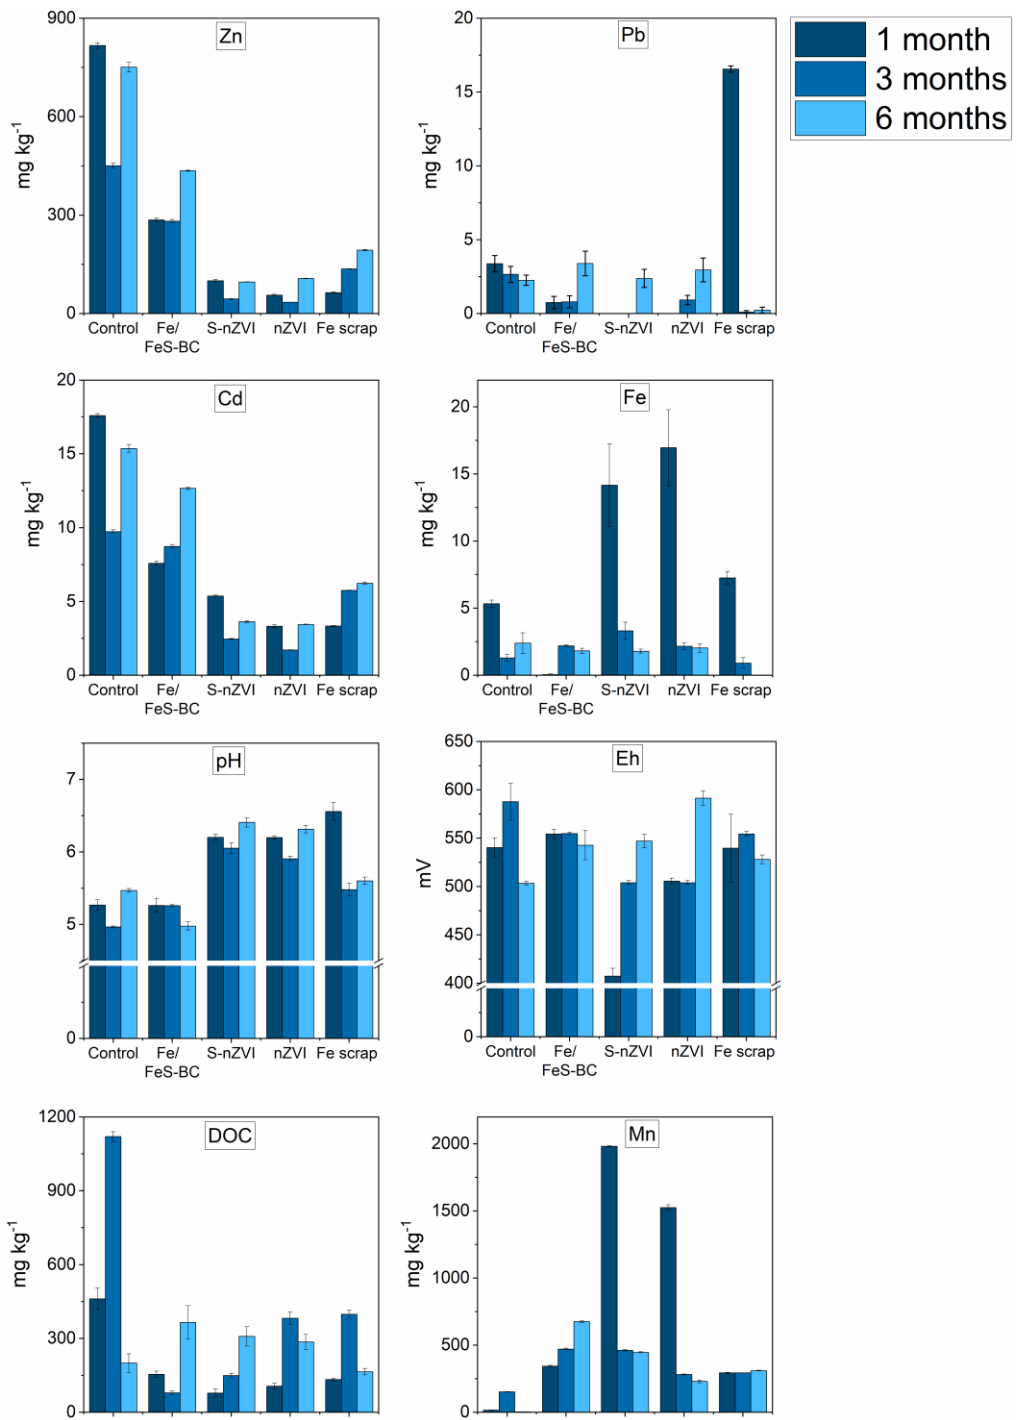 Zn
900
600
300
0
mg kg-1
Control
Fe/
FeS-BC
S-nZVI
nZVI
Fe scrap
Pb
20
15
10
5
0
mg kg-1
Control
Fe/
FeS-BC
S-nZVI
nZVI
Fe scrap
1 month
3 months
6 months
Cd
20
15
10
5
0
mg kg-1
Control
Fe/
FeS-BC
S-nZVI
nZVI
Fe scrap
Fe
20
15
10
5
0
mg kg-1
Control
Fe/
FeS-BC
S-nZVI
nZVI
Fe scrap
pH
7
6
5
0
Control
Fe/
FeS-BC
S-nZVI
nZVI
Fe scrap
Eh
650
600
550
500
450
400
0
mV
Control
Fe/
FeS-BC
S-nZVI
nZVI
Fe scrap
DOC
1200
900
600
300
0
mg kg-1
Mn
2000
1500
1000
500
0
mg kg-1